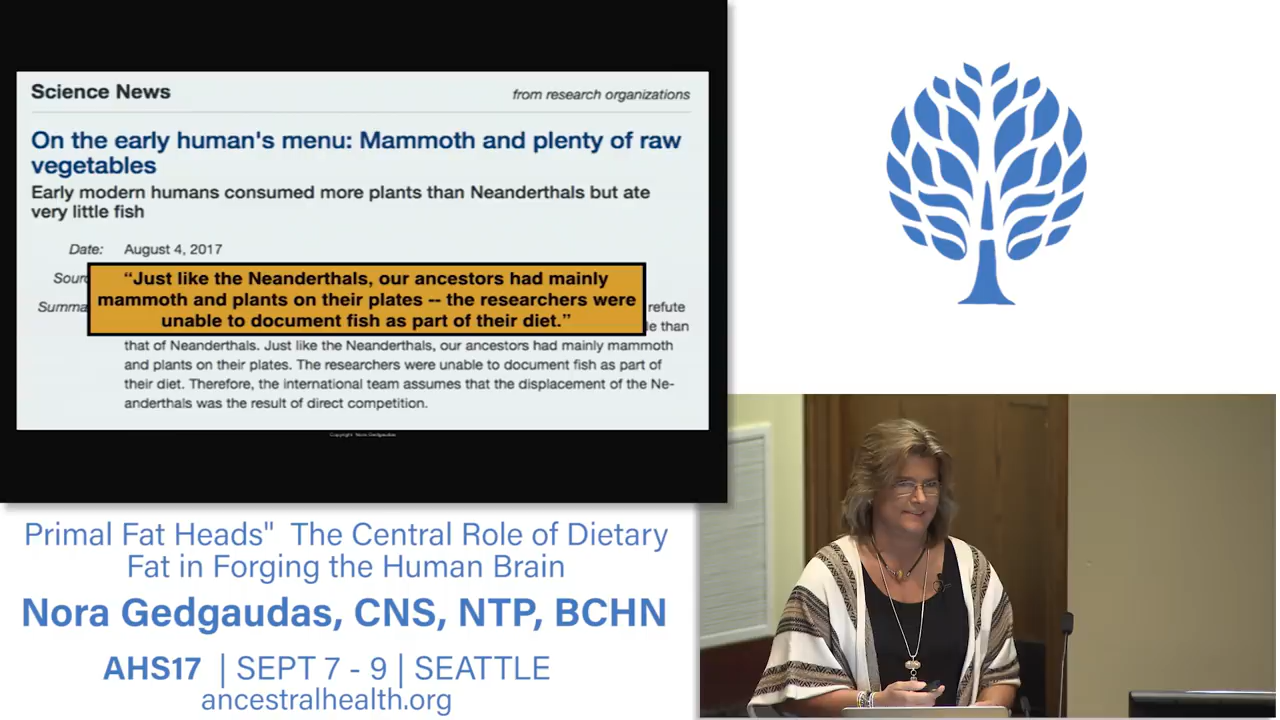 Science News
from research organizations
On the early human's menu: Mammoth and plenty of raw
vegetables
Early modern humans consumed more plants than Neanderthals but ate
very little fish
Date: August 4, 2017
Sour
Summa
refute
than
“Just like the Neanderthals, our ancestors had mainly
mammoth and plants on their plates -- the researchers were
unable to document fish as part of their diet.”
that of Neanderthals. Just like the Neanderthals, our ancestors had mainly mammoth
and plants on their plates. The researchers were unable to document fish as part of
their diet. Therefore, the international team assumes that the displacement of the Ne-
anderthals was the result of direct competition.
Copyright Nora Gedgaudas
Primal Fat Heads" The Central Role of Dietary
Fat in Forging the Human Brain
Nora Gedgaudas, CNS, NTP, BCHN
AHS17 | SEPT 7 - 9 | SEATTLE
ancestralhealth.org